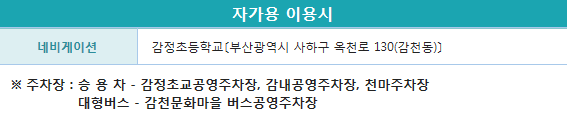 자가용 이용시
네비게이션 감정초등학교(부산광역시 사하구 옥천로 130(감천동))
※ 주차장 : 승 용 차 - 감정초교공영주차장, 감내공영주차장, 천마주차장
대형버스 - 감천문화마을 버스공영주차장